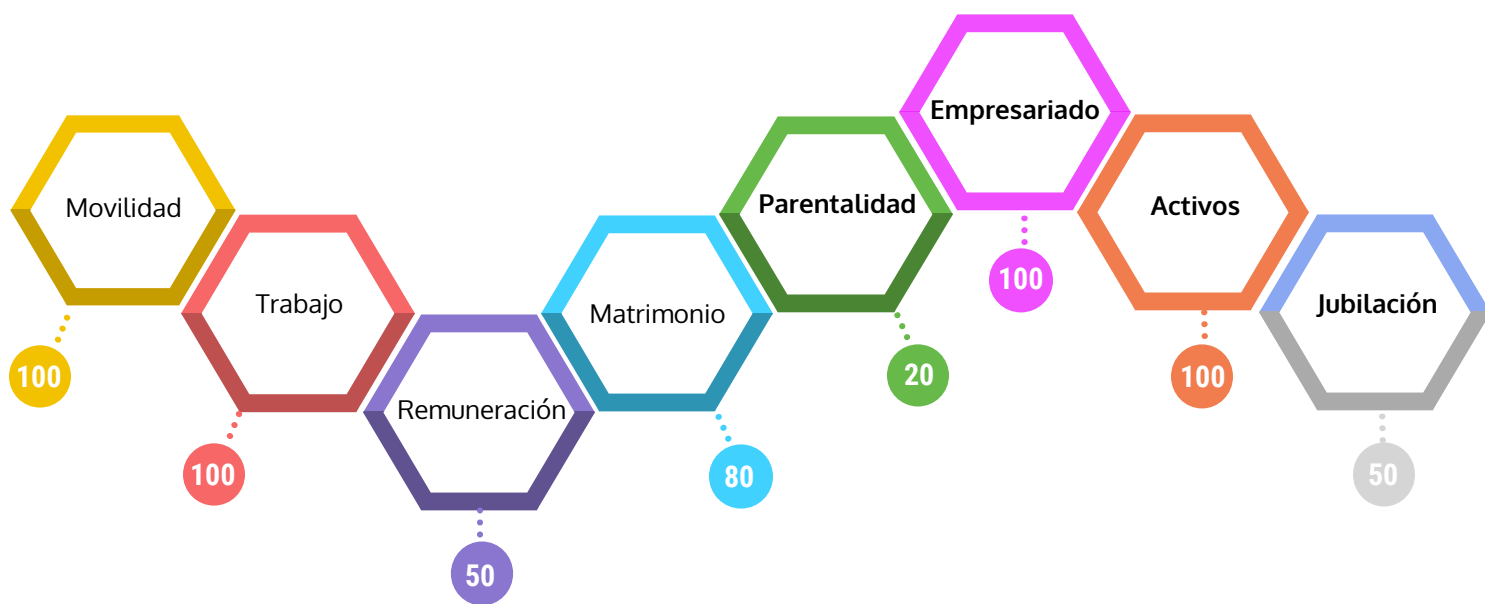 Movilidad
100
Trabajo
100
Remuneración
50
Matrimonio
80
Parentalidad
20
Empresariado
100
Activos
100
Jubilación
50